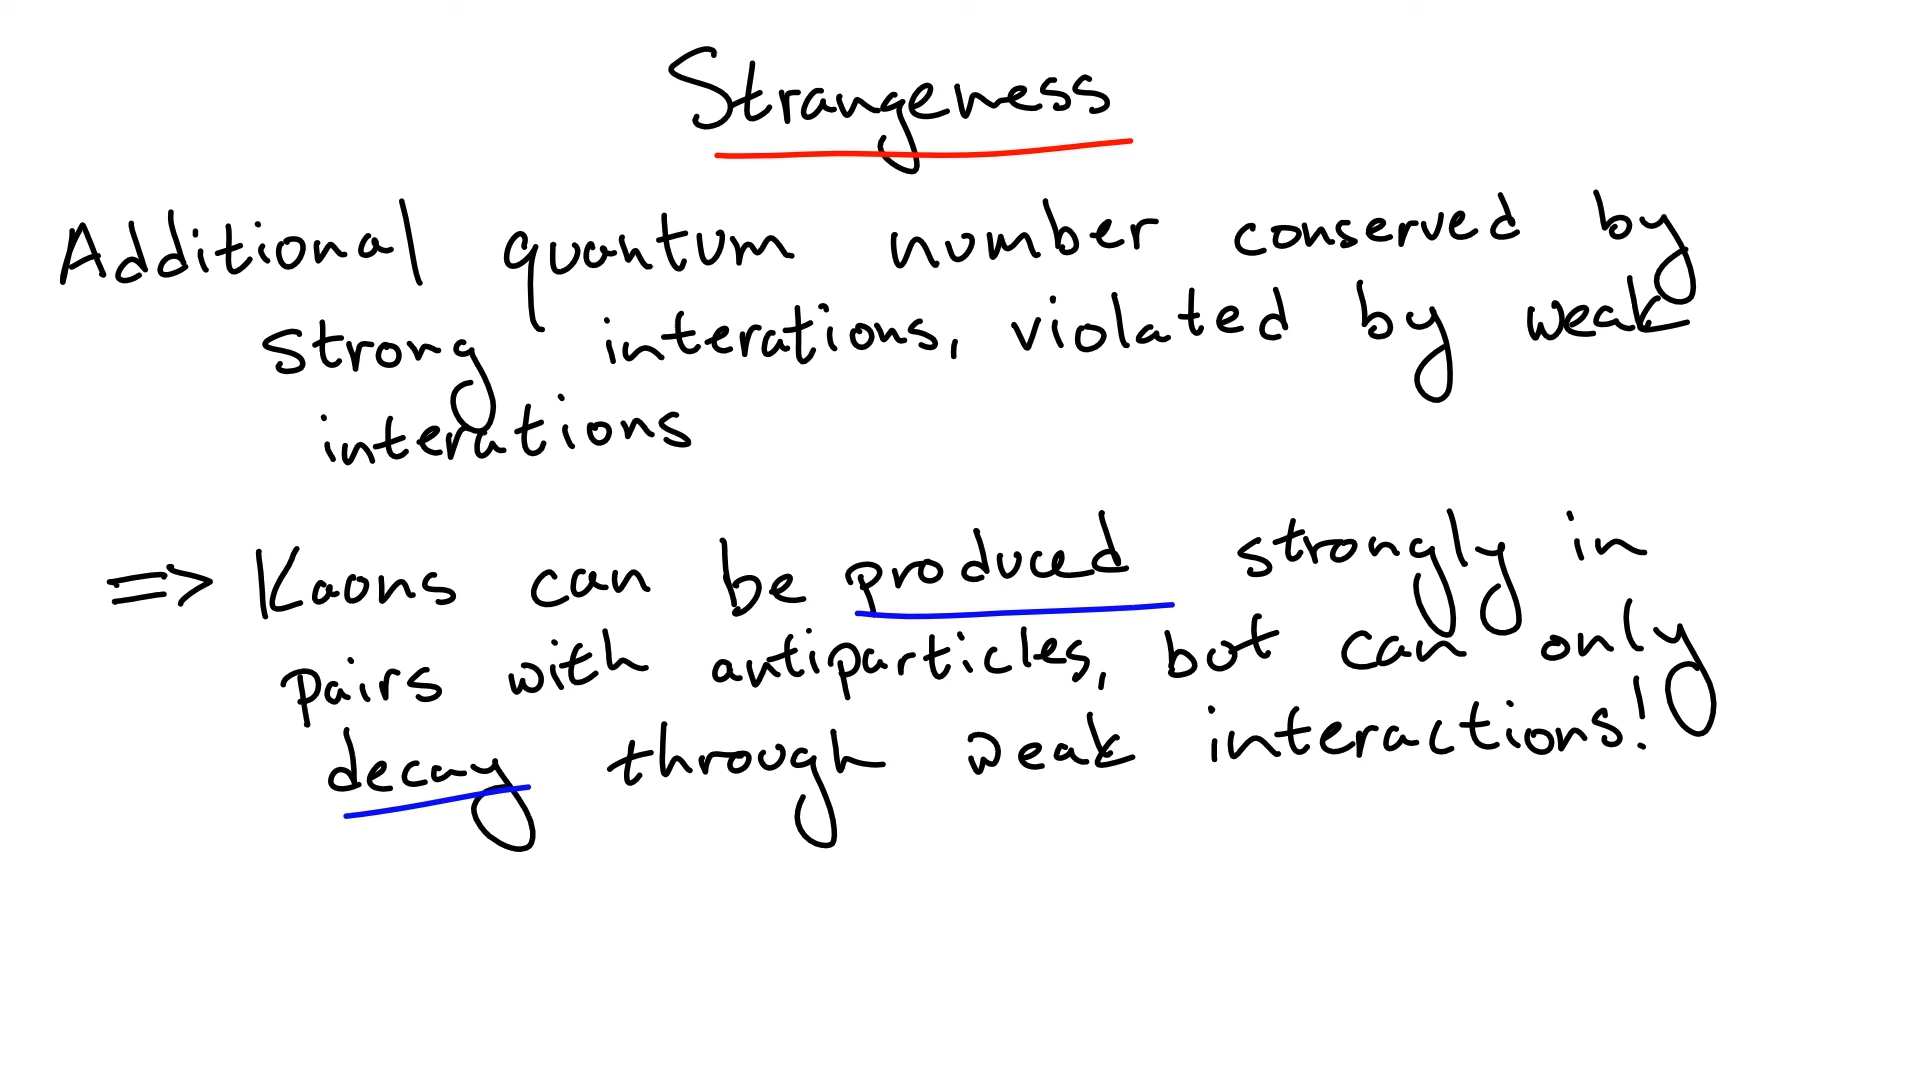 Strangeness
Additional quantum number conserved by
strong interations, violated by weak
interations
=> Kaons can be produced strongly in
pairs with antiparticles, but can only
decay through weak interactions!